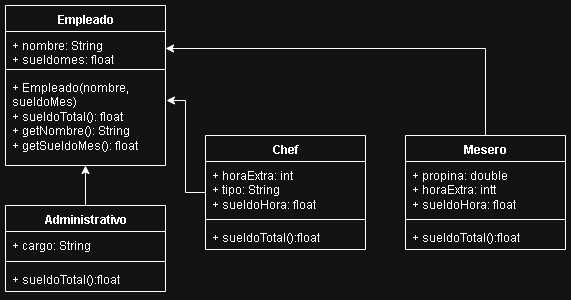 Empleado
+ nombre: String
+ sueldomes: float
+ Empleado(nombre,
sueldoMes)
+ sueldoTotal(): float
+ getNombre(): String
+ getSueldoMes(): float
Chef
+ horaExtra: int
+ tipo: String
+ sueldoHora: float
+ sueldoTotal():float
Mesero
+ propina: double
+ horaExtra: intt
+ sueldoHora: float
+ sueldoTotal():float
Administrativo
+ cargo: String
+ sueldoTotal():float